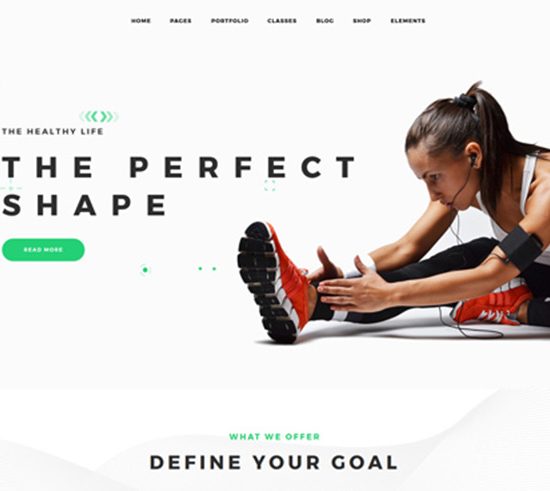 HOME PAGES PORTFOLIO CLASSES BLOG SHOP ELEMENTS
THE HEALTHY LIFE
THE PERFECT
SHAPE
READ MORE
WHAT WE OFFER
DEFINE YOUR GOAL